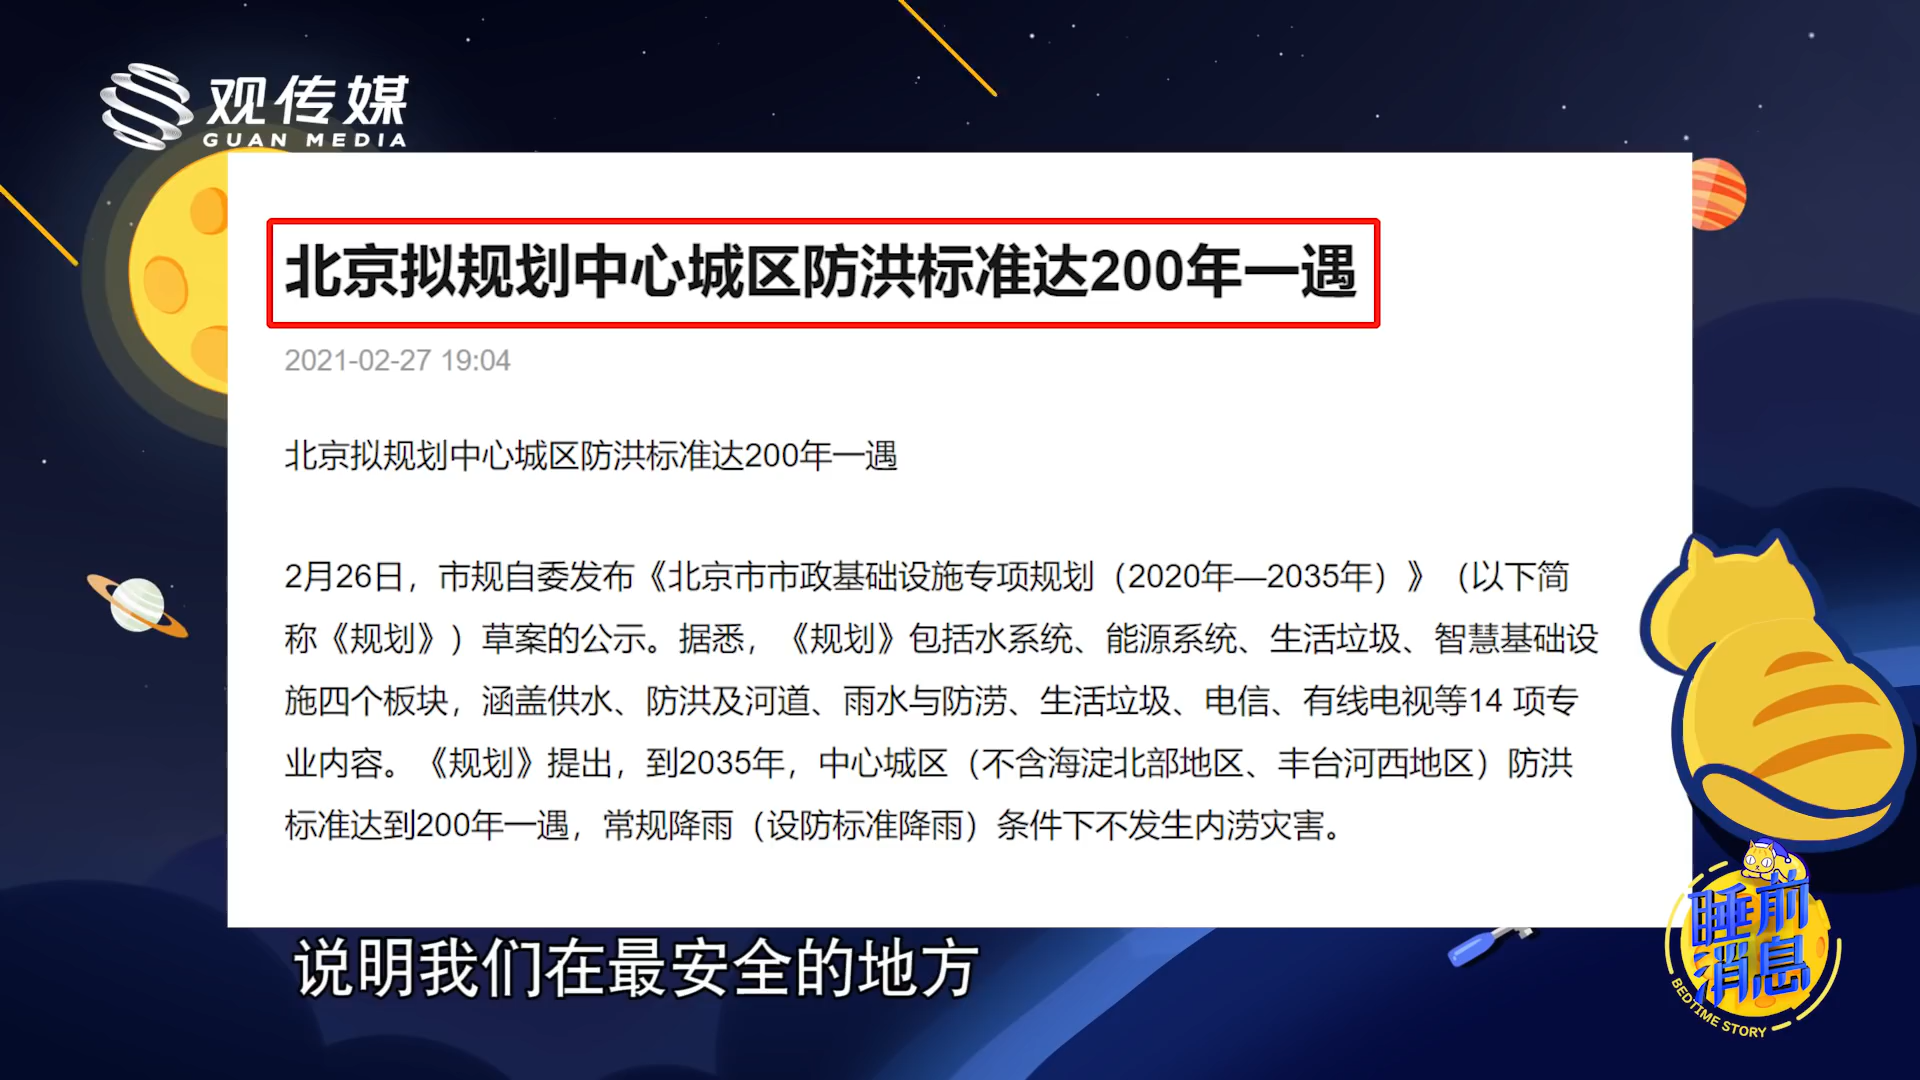 观传媒
GUAN MEDIA
北京拟规划中心城区防洪标准达200年一遇
2021-02-27 19:04
北京拟规划中心城区防洪标准达200年一遇
2月26日，市规自委发布《北京市市政基础设施专项规划（2020年—2035年）》（以下简
称《规划》）草案的公示。据悉，《规划》包括水系统、能源系统、生活垃圾、智慧基础设
施四个板块，涵盖供水、防洪及河道、雨水与防涝、生活垃圾、电信、有线电视等14 项专
业内容。《规划》提出，到2035年，中心城区（不含海淀北部地区、丰台河西地区）防洪
标准达到200年一遇，常规降雨（设防标准降雨）条件下不发生内涝灾害。
说明我们在最安全的地方
睡前
消息
BEDTIME STORY